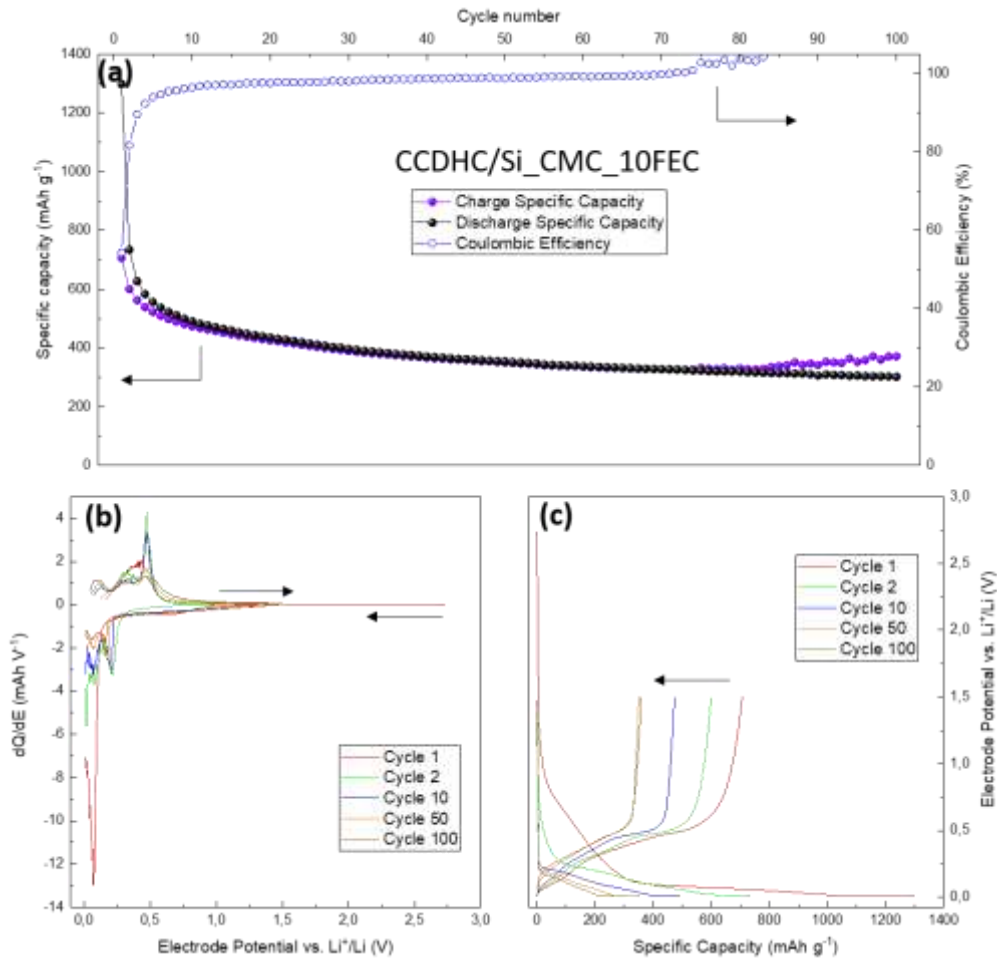 Cycle number
0 10 20 30 40 50 60 70 80 90 100
(a)
1400
1200
1000
800
600
400
200
0
Specific capacity (mAh g⁻¹)
100
80
60
40
20
0
Coulombic Efficiency (%)
CCDHC/Si_CMC_10FEC
Charge Specific Capacity
Discharge Specific Capacity
Coulombic Efficiency
(b)
4
2
0
-2
-4
-6
-8
-10
-12
-14
dQ/dE (mAh V⁻¹)
Cycle 1
Cycle 2
Cycle 10
Cycle 50
Cycle 100
0,0 0,5 1,0 1,5 2,0 2,5 3,0
Electrode Potential vs. Li⁺/Li (V)
(c)
3,0
2,5
2,0
1,5
1,0
0,5
0,0
Electrode Potential vs. Li⁺/Li (V)
Cycle 1
Cycle 2
Cycle 10
Cycle 50
Cycle 100
0 200 400 600 800 1000 1200 1400
Specific Capacity (mAh g⁻¹)